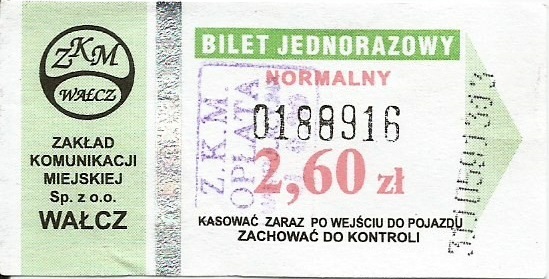 ZKM
WAŁCZ
ZAKŁAD
KOMUNIKACJI
MIEJSKIEJ
Sp. z o.o.
WAŁCZ
BILET JEDNORAZOWY
NORMALNY
0188916
2,60 zł
KASOWAĆ ZARAZ PO WEJŚCIU DO POJAZDU
ZACHOWAĆ DO KONTROLI
Z.K.M.
OPŁATA